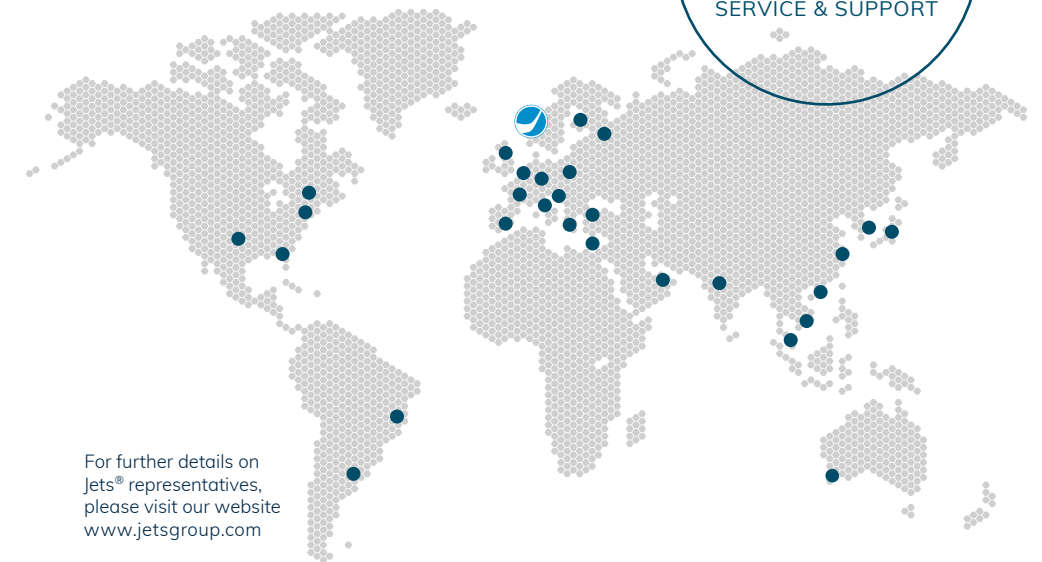 SERVICE & SUPPORT
For further details on
Jets® representatives,
please visit our website
www.jetsgroup.com